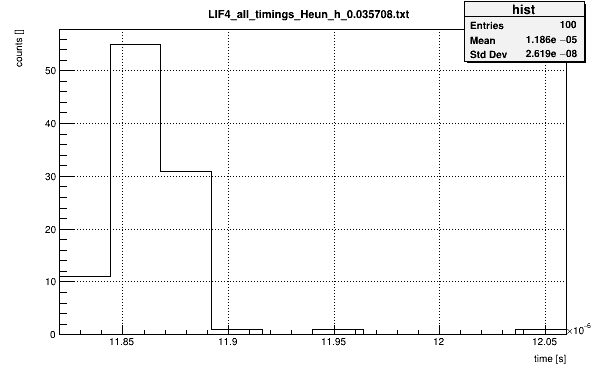 LIF4_all_timings_Heun_h_0.035708.txt
hist
Entries 100
Mean 1.186e −05
Std Dev 2.619e −08
counts []
50
40
30
20
10
0
11.85 11.9 11.95 12 12.05
×10−6
time [s]